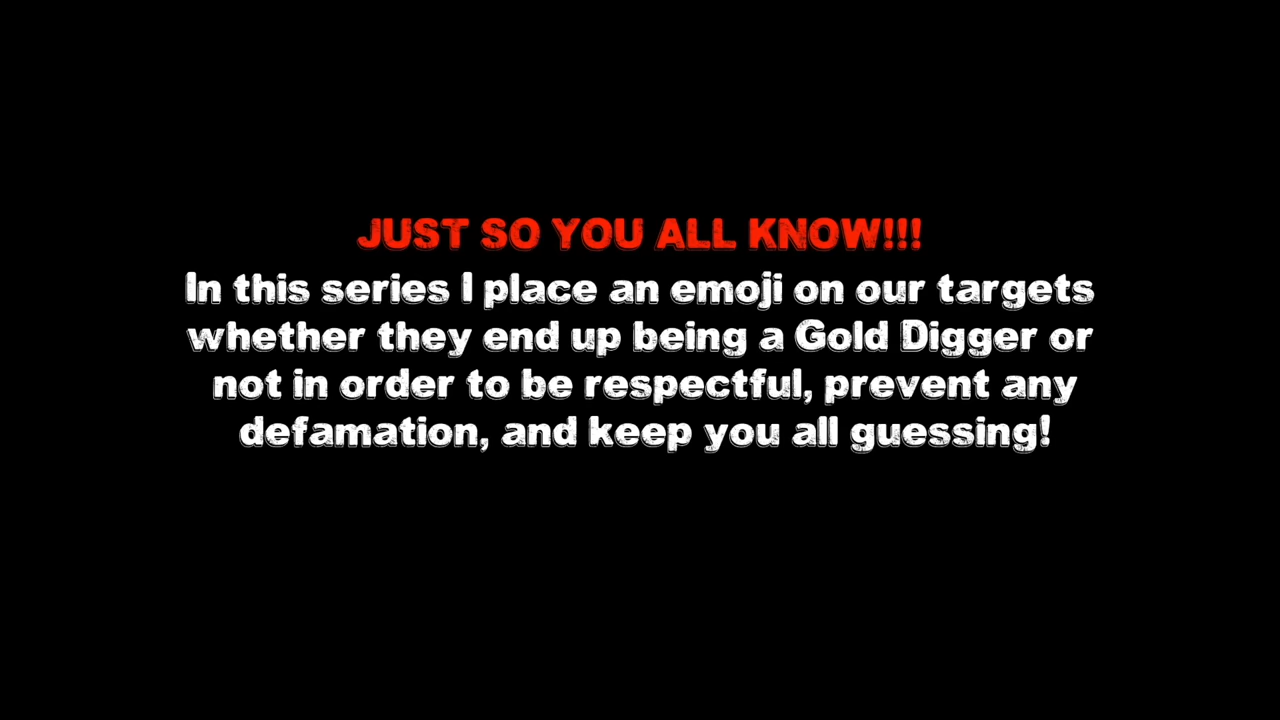 JUST SO YOU ALL KNOW!!!
In this series I place an emoji on our targets
whether they end up being a Gold Digger or
not in order to be respectful, prevent any
defamation, and keep you all guessing!